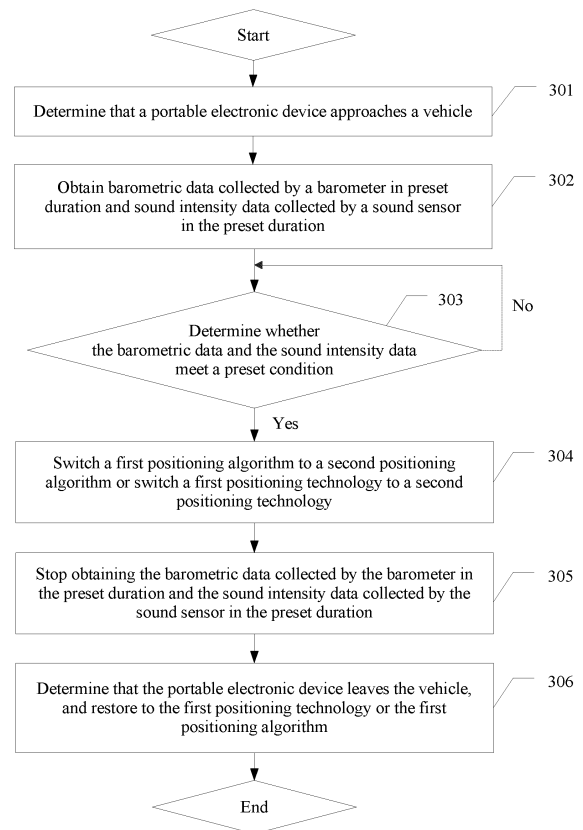 Start
Determine that a portable electronic device approaches a vehicle
301
Obtain barometric data collected by a barometer in preset
duration and sound intensity data collected by a sound sensor
in the preset duration
302
303
No
Determine whether
the barometric data and the sound intensity data
meet a preset condition
Yes
Switch a first positioning algorithm to a second positioning
algorithm or switch a first positioning technology to a second
positioning technology
304
Stop obtaining the barometric data collected by the barometer in
the preset duration and the sound intensity data collected by the
sound sensor in the preset duration
305
Determine that the portable electronic device leaves the vehicle,
and restore to the first positioning technology or the first
positioning algorithm
306
End